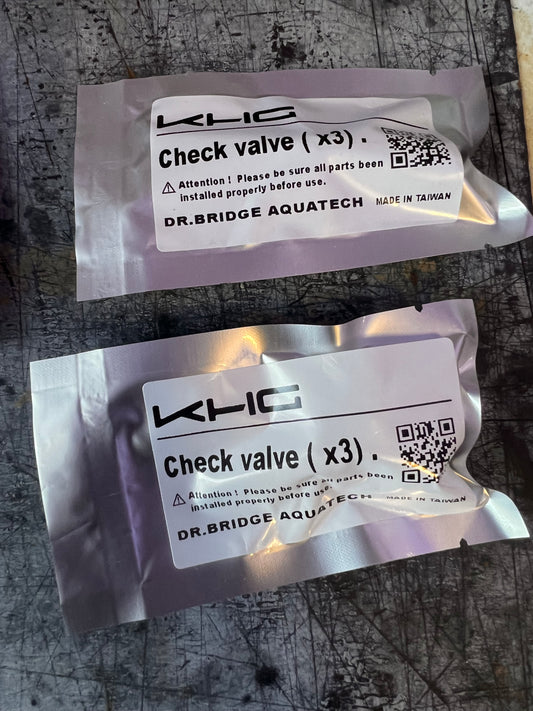 KHG
Check valve ( x3) .
⚠ Attention ! Please be sure all parts been
installed properly before use.
DR.BRIDGE AQUATECH MADE IN TAIWAN
KHG
Check valve ( x3) .
⚠ Attention ! Please be sure all parts been
installed properly before use.
DR.BRIDGE AQUATECH MADE IN TAIWAN